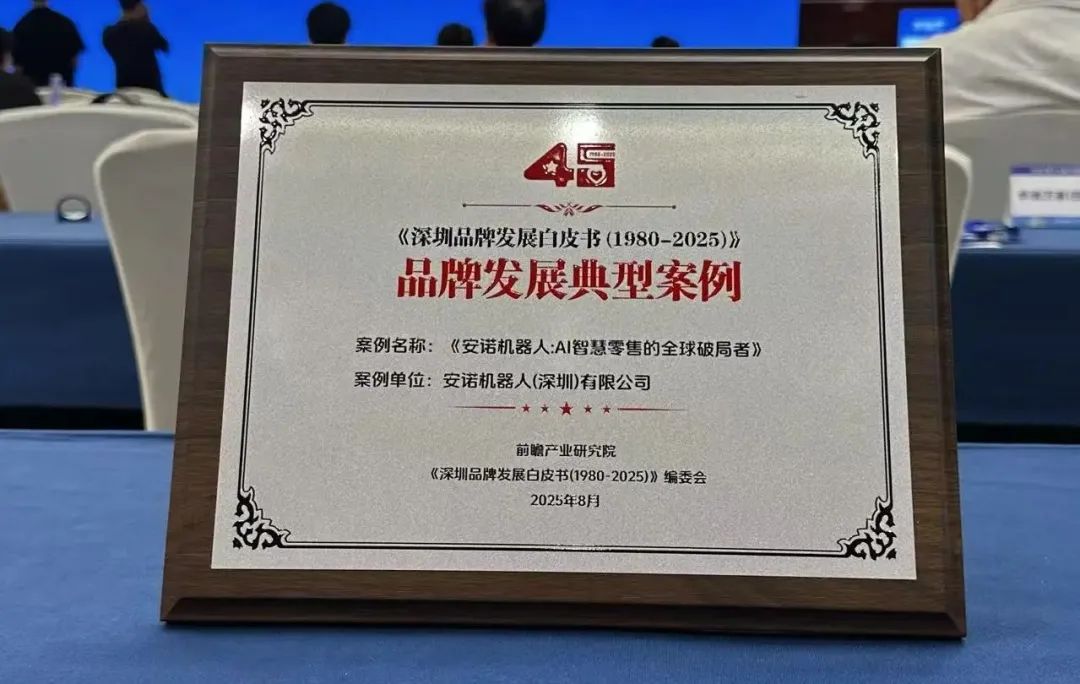 45
1980-2025
《深圳品牌发展白皮书(1980-2025)》
品牌发展典型案例
案例名称：《安诺机器人:AI智慧零售的全球破局者》
案例单位：安诺机器人(深圳)有限公司
前瞻产业研究院
《深圳品牌发展白皮书(1980-2025)》编委会
2025年8月